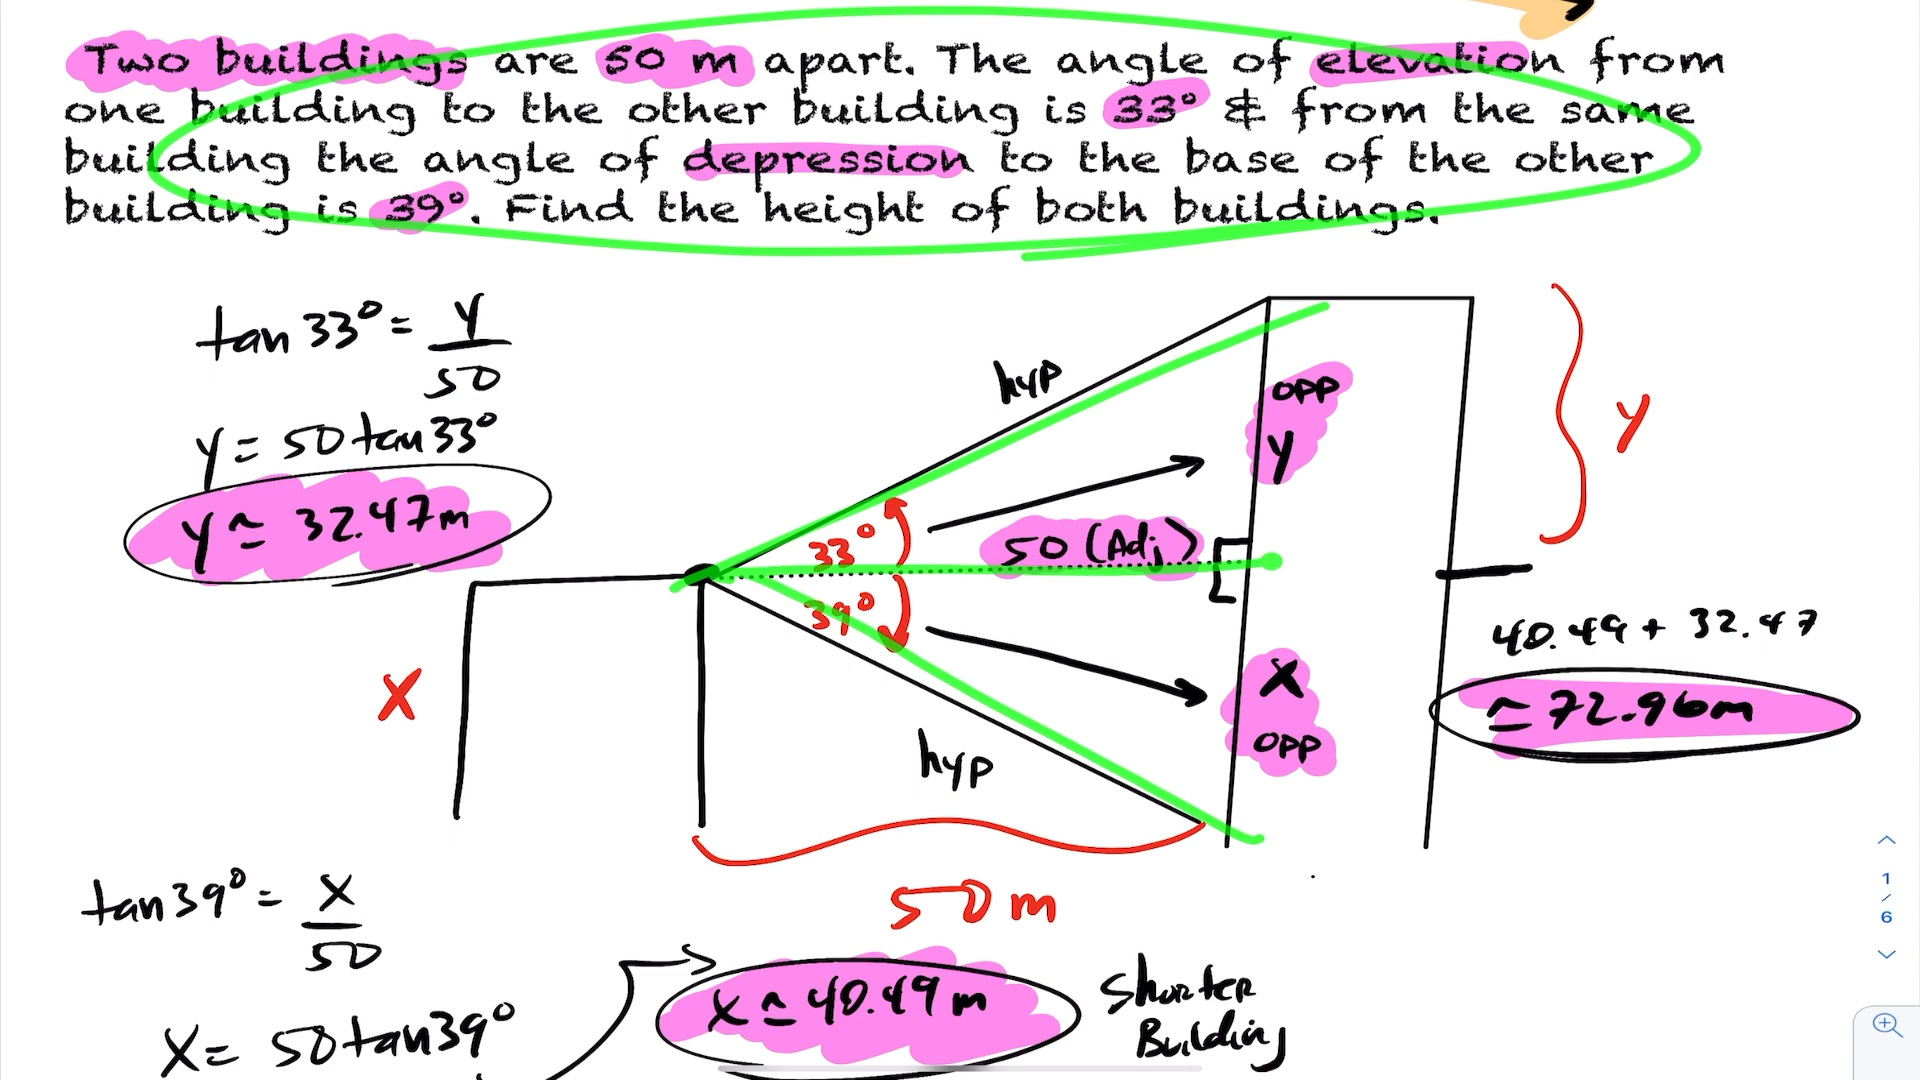 Two buildings are 50 m apart. The angle of elevation from
one building to the other building is 33° & from the same
building the angle of depression to the base of the other
building is 39°. Find the height of both buildings.
tan 33° = y
50
y = 50 tan 33°
y ≃ 32.47m
hyp
opp
y
y
33°
50 (Adj)
39°
x
x
opp
hyp
40.49 + 32.47
≃ 72.96m
50 m
tan 39° = x
50
x = 50 tan 39°
x ≃ 40.49 m
Shorter
Building
1
/
6